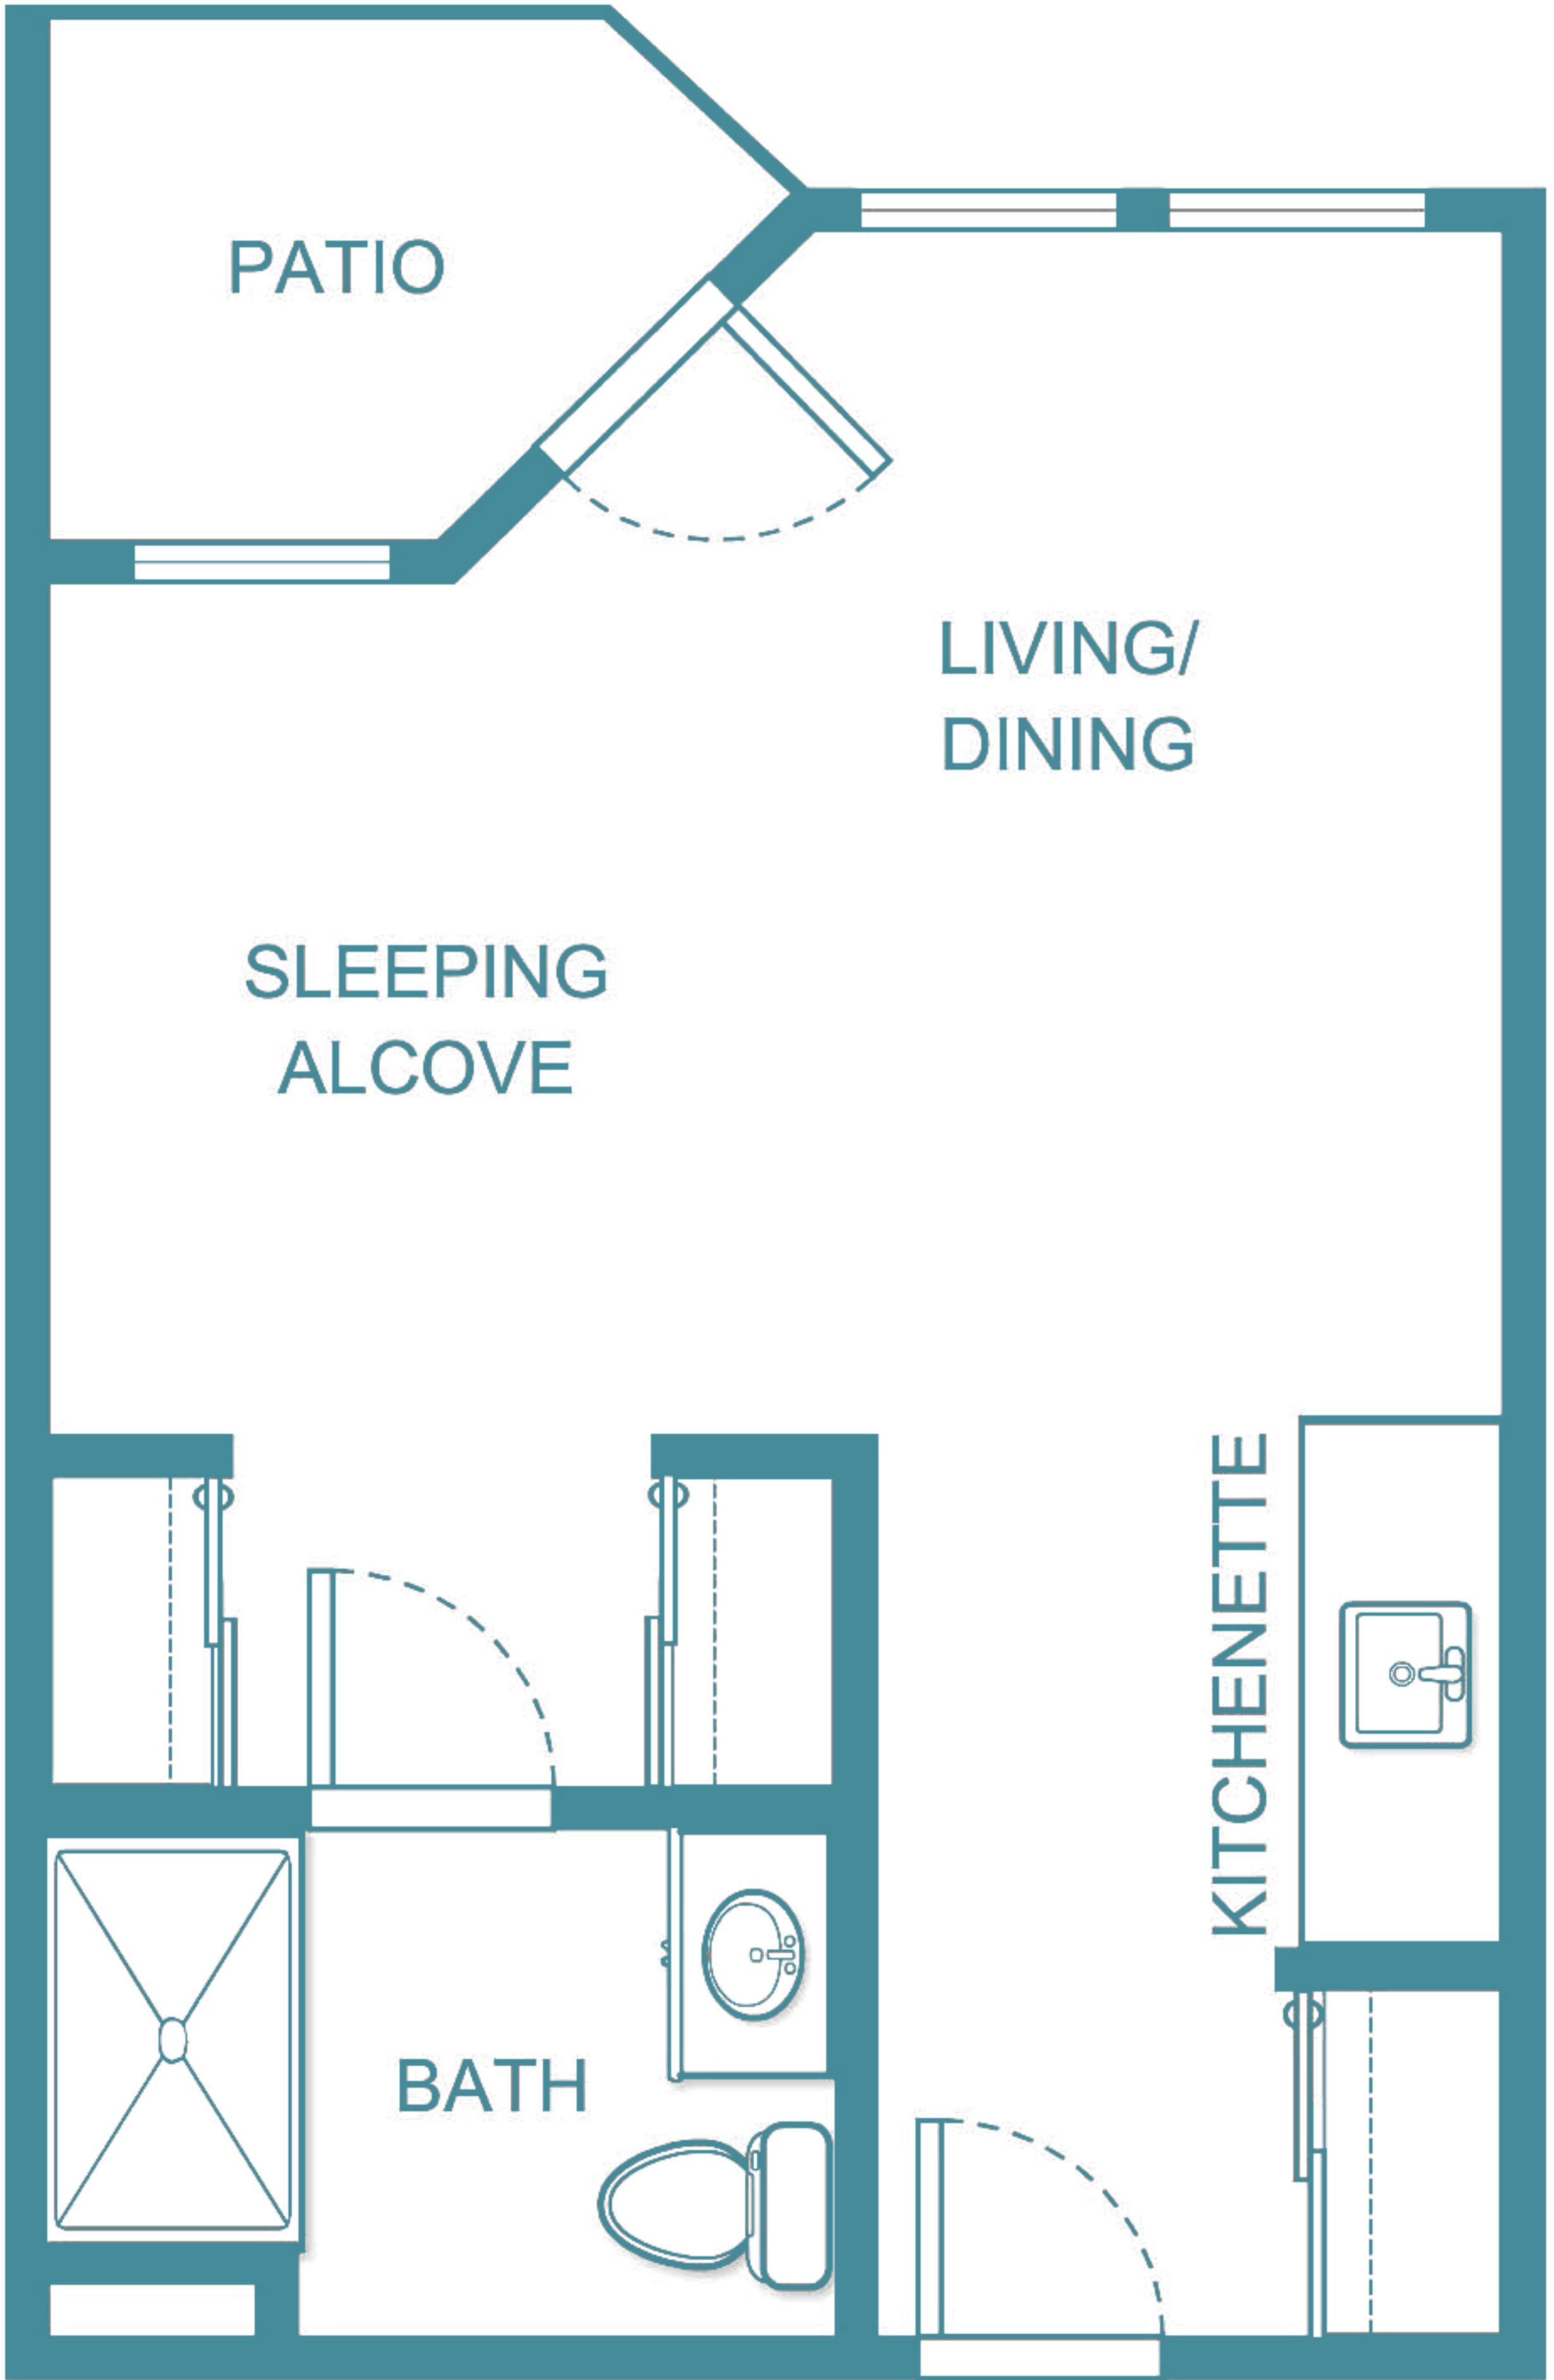 PATIO
LIVING/
DINING
SLEEPING
ALCOVE
KITCHENETTE
BATH